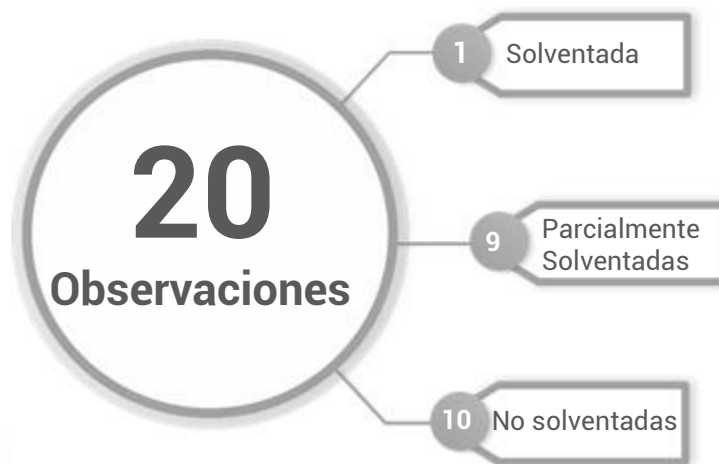 20
Observaciones
1
Solventada
9
Parcialmente
Solventadas
10
No solventadas